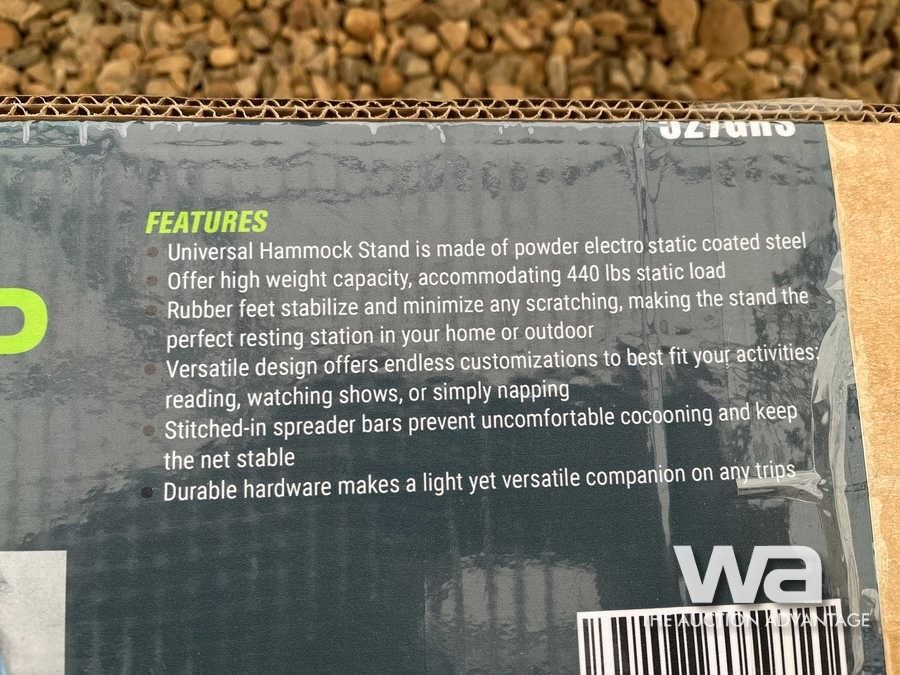 FEATURES
Universal Hammock Stand is made of powder electro static coated steel
Offer high weight capacity, accommodating 440 lbs static load
Rubber feet stabilize and minimize any scratching, making the stand the
perfect resting station in your home or outdoor
Versatile design offers endless customizations to best fit your activities:
reading, watching shows, or simply napping
Stitched-in spreader bars prevent uncomfortable cocooning and keep
the net stable
Durable hardware makes a light yet versatile companion on any trips
wa
THE AUCTION ADVANTAGE